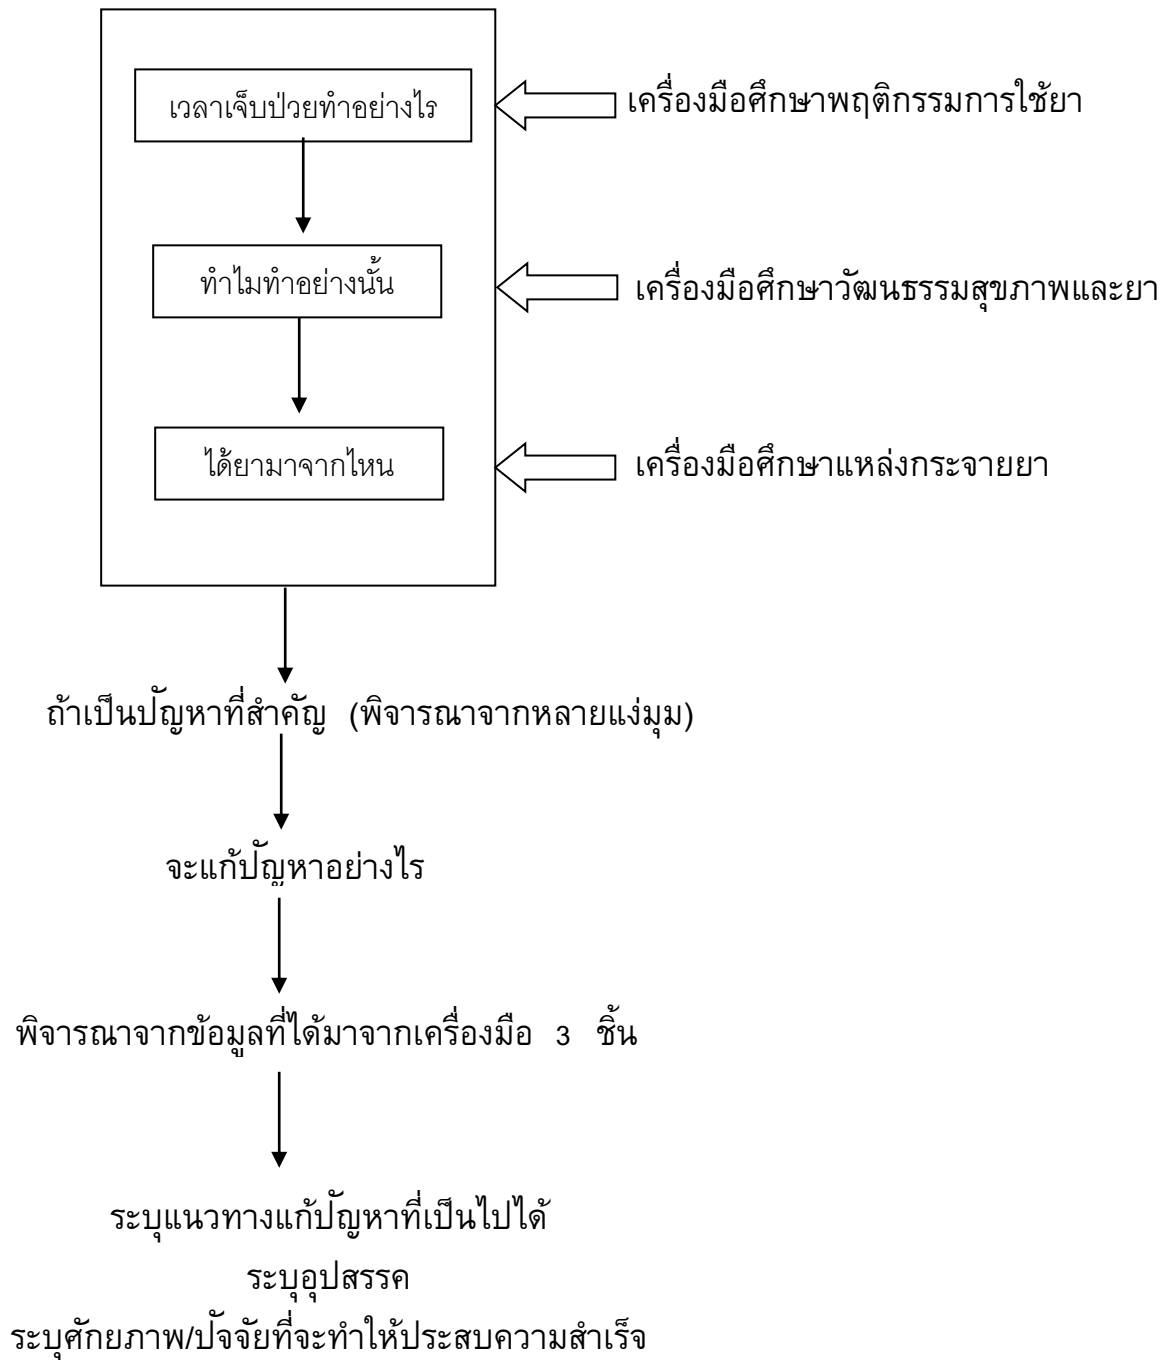 เวลาเจ็บป่วยทำอย่างไร
เครื่องมือศึกษาพฤติกรรมการใช้ยา
ทำไมทำอย่างนั้น
เครื่องมือศึกษาวัฒนธรรมสุขภาพและยา
ได้ยามาจากไหน
เครื่องมือศึกษาแหล่งกระจายยา
ถ้าเป็นปัญหาที่สำคัญ (พิจารณาจากหลายแง่มุม)
จะแก้ปัญหาอย่างไร
พิจารณาจากข้อมูลที่ได้มาจากเครื่องมือ 3 ชิ้น
ระบุแนวทางแก้ปัญหาที่เป็นไปได้
ระบุอุปสรรค
ระบุศักยภาพ/ปัจจัยที่จะทำให้ประสบความสำเร็จ